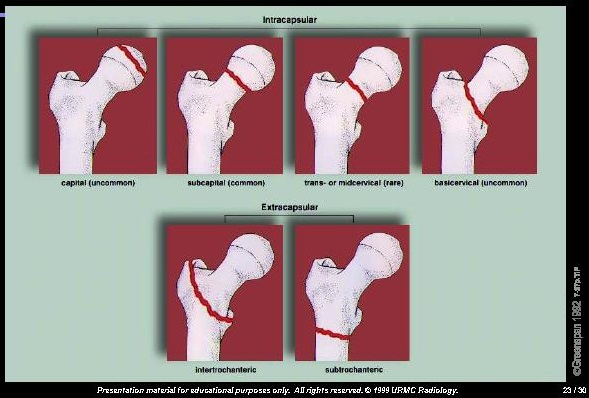 Intracapsular
capital (uncommon)
subcapital (common)
trans- or midcervical (rare)
basicervical (uncommon)
Extracapsular
intertrochanteric
subtrochanteric
©Greenspan 1992
Presentation material for educational purposes only. All rights reserved. © 1999 URMC Radiology.
23 / 30